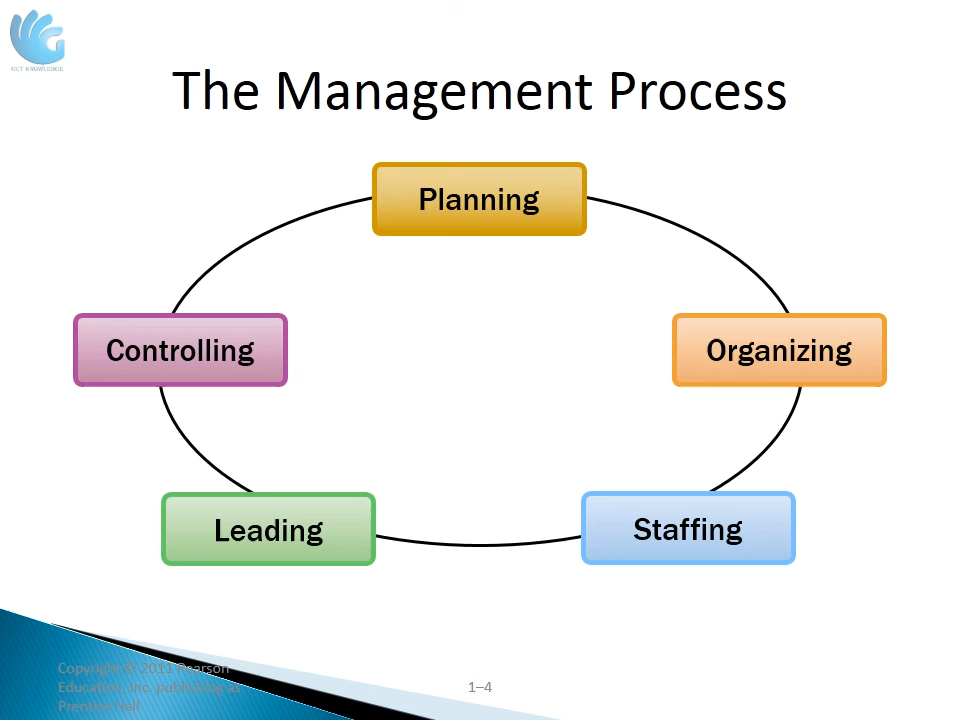 The Management Process
Planning
Controlling
Organizing
Leading
Staffing
Copyright © 2011 Pearson
Education, Inc. publishing as
Prentice Hall
1–4